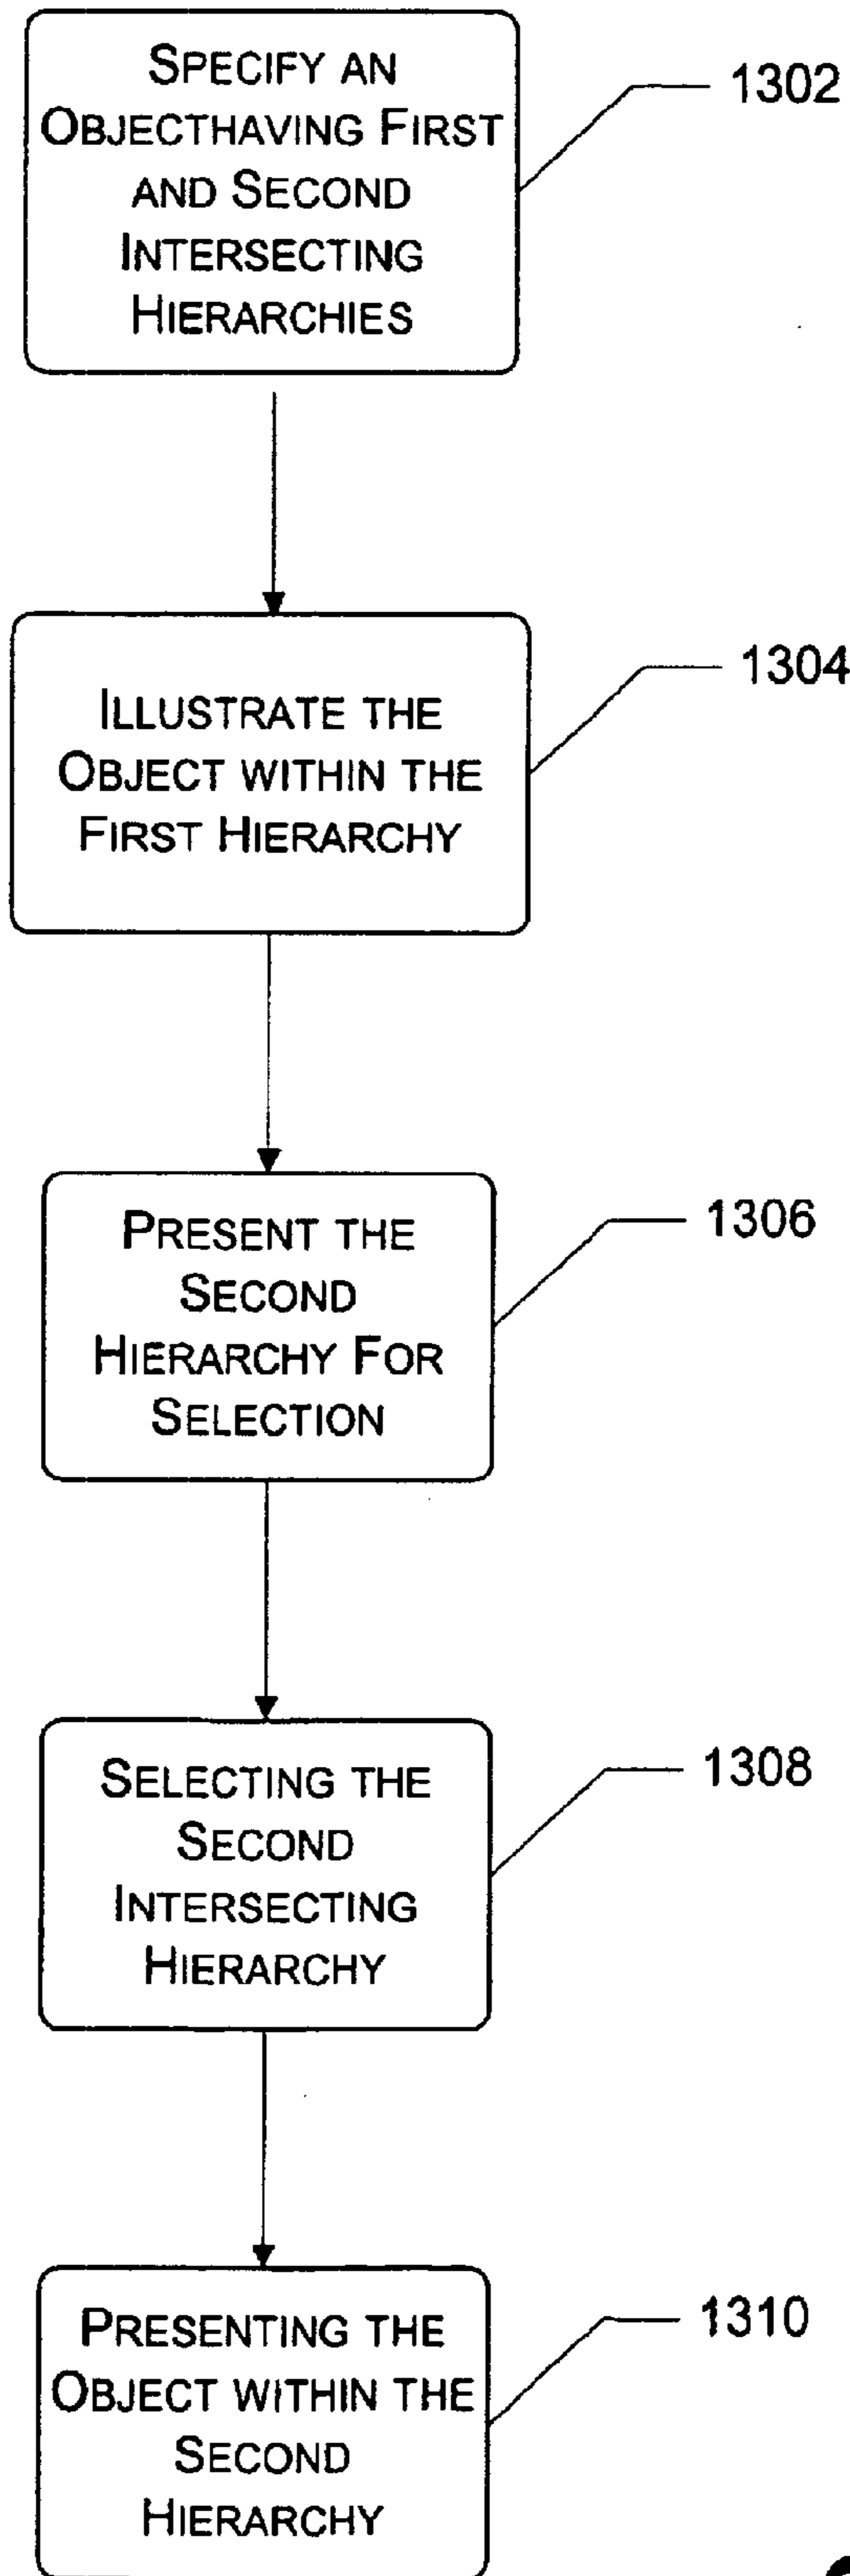 SPECIFY AN
OBJECTHAVING FIRST
AND SECOND
INTERSECTING
HIERARCHIES
1302
ILLUSTRATE THE
OBJECT WITHIN THE
FIRST HIERARCHY
1304
PRESENT THE
SECOND
HIERARCHY FOR
SELECTION
1306
SELECTING THE
SECOND
INTERSECTING
HIERARCHY
1308
PRESENTING THE
OBJECT WITHIN THE
SECOND
HIERARCHY
1310